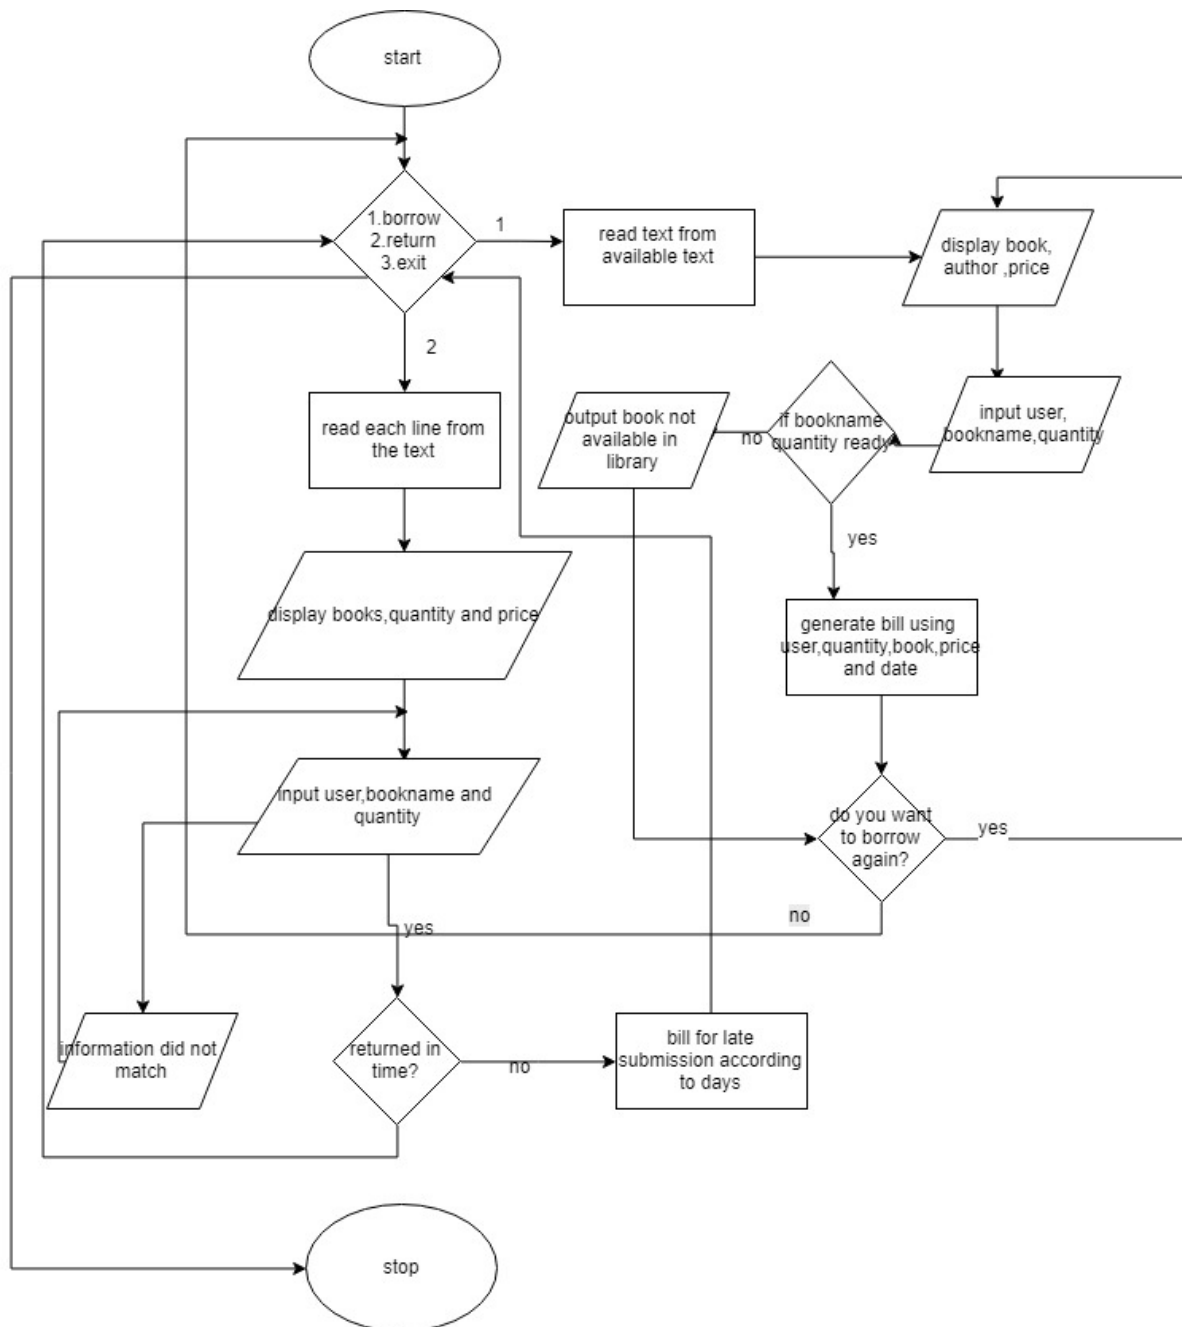 start
1.borrow
2.return
3.exit
1
read text from
available text
display book,
author ,price
2
read each line from
the text
output book not
available in
library
no
if bookname
quantity ready
input user,
bookname,quantity
yes
display books,quantity and price
generate bill using
user,quantity,book,price
and date
input user,bookname and
quantity
do you want
to borrow
again?
yes
no
yes
information did not
match
returned in
time?
no
bill for late
submission according
to days
stop